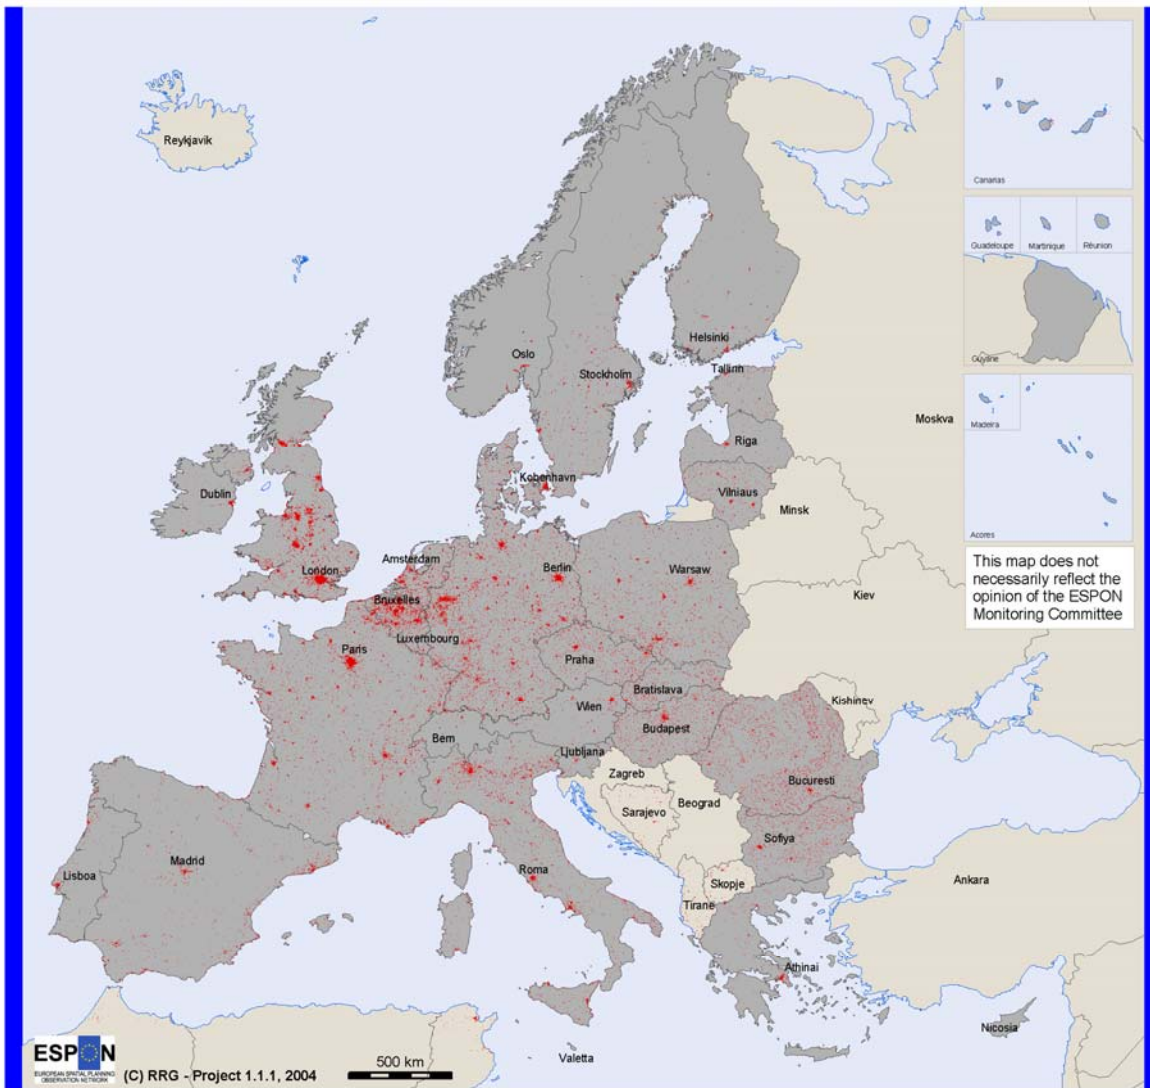 Reykjavik
Canarias
Guadeloupe
Martinique
Réunion
Guyane
Oslo
Helsinki
Stockholm
Tallinn
Madeira
Moskva
Riga
Kobenhavn
Dublin
Vilniaus
Minsk
Acores
Amsterdam
London
Berlin
Warsaw
This map does not
necessarily reflect the
opinion of the ESPON
Monitoring Committee
Kiev
Bruxelles
Luxembourg
Paris
Praha
Bratislava
Kishinev
Wien
Budapest
Bern
Ljubljana
Zagreb
Bucuresti
Beograd
Sarajevo
Sofiya
Madrid
Lisboa
Roma
Skopje
Ankara
Tirane
Athinai
Nicosia
Valetta
ESPON
EUROPEAN SPATIAL PLANNING
OBSERVATION NETWORK
(C) RRG - Project 1.1.1, 2004
500 km